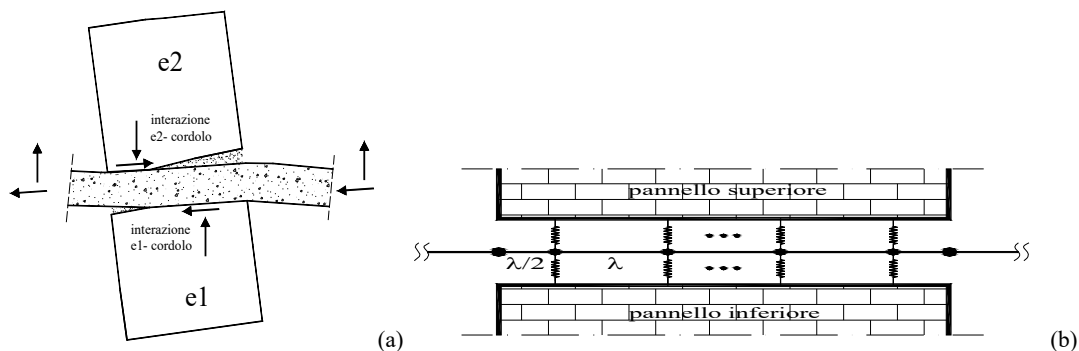 e2
interazione
e2- cordolo
interazione
e1- cordolo
e1
(a)
pannello superiore
λ/2
λ
pannello inferiore
(b)